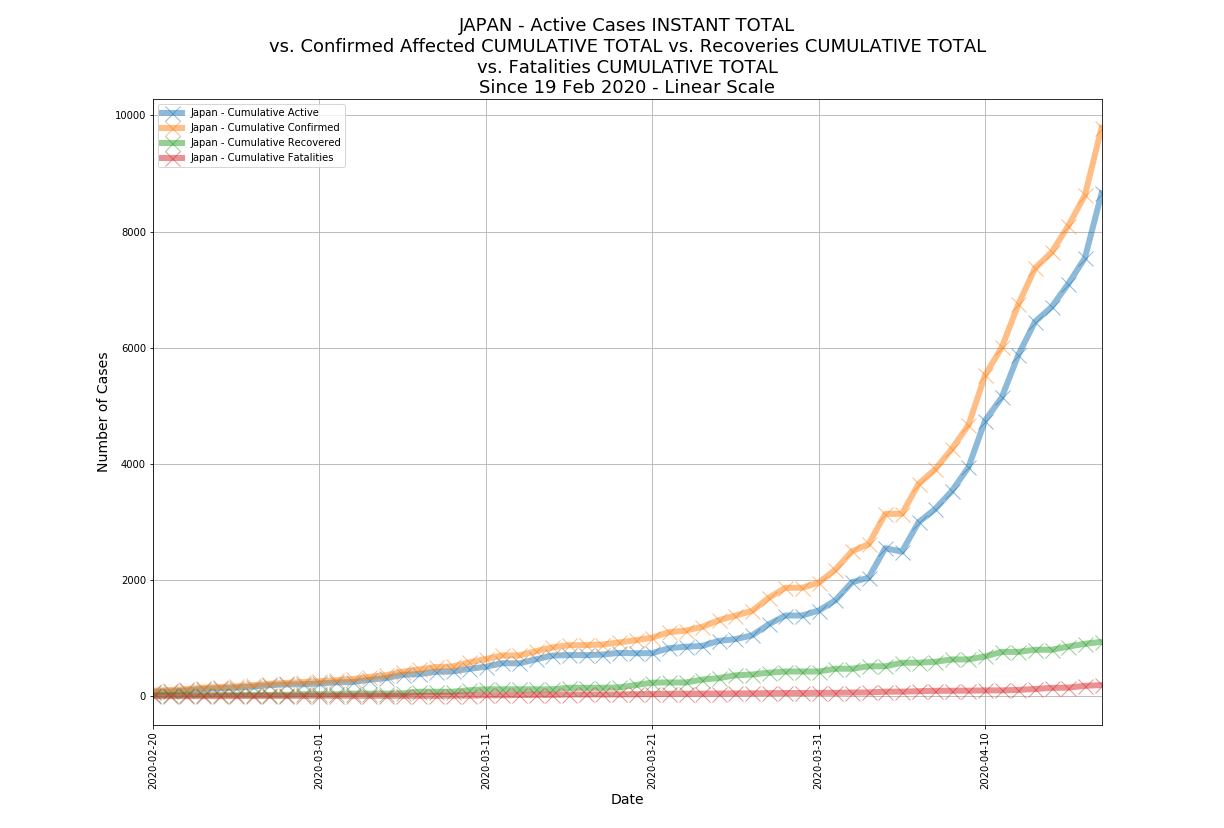 JAPAN - Active Cases INSTANT TOTAL
vs. Confirmed Affected CUMULATIVE TOTAL vs. Recoveries CUMULATIVE TOTAL
vs. Fatalities CUMULATIVE TOTAL
Since 19 Feb 2020 - Linear Scale
Japan - Cumulative Active
Japan - Cumulative Confirmed
Japan - Cumulative Recovered
Japan - Cumulative Fatalities
10000
8000
6000
4000
2000
0
Number of Cases
2020-02-20
2020-03-01
2020-03-11
2020-03-21
2020-03-31
2020-04-10
Date